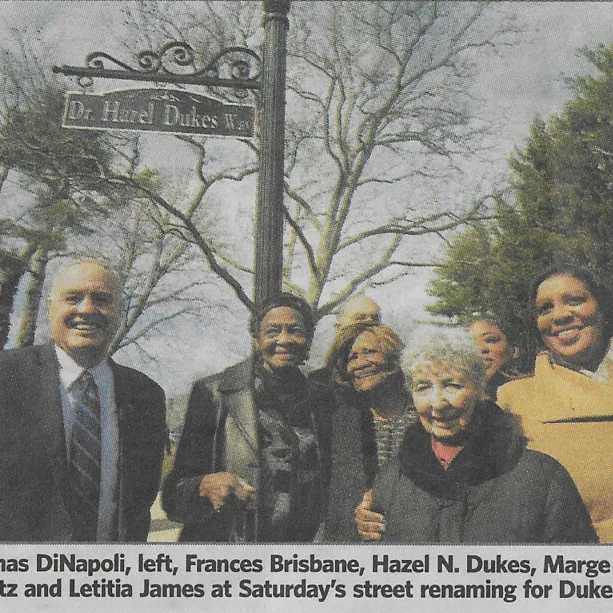 Dr. Hazel Dukes Way
mas DiNapoli, left, Frances Brisbane, Hazel N. Dukes, Marge
tz and Letitia James at Saturday's street renaming for Duke